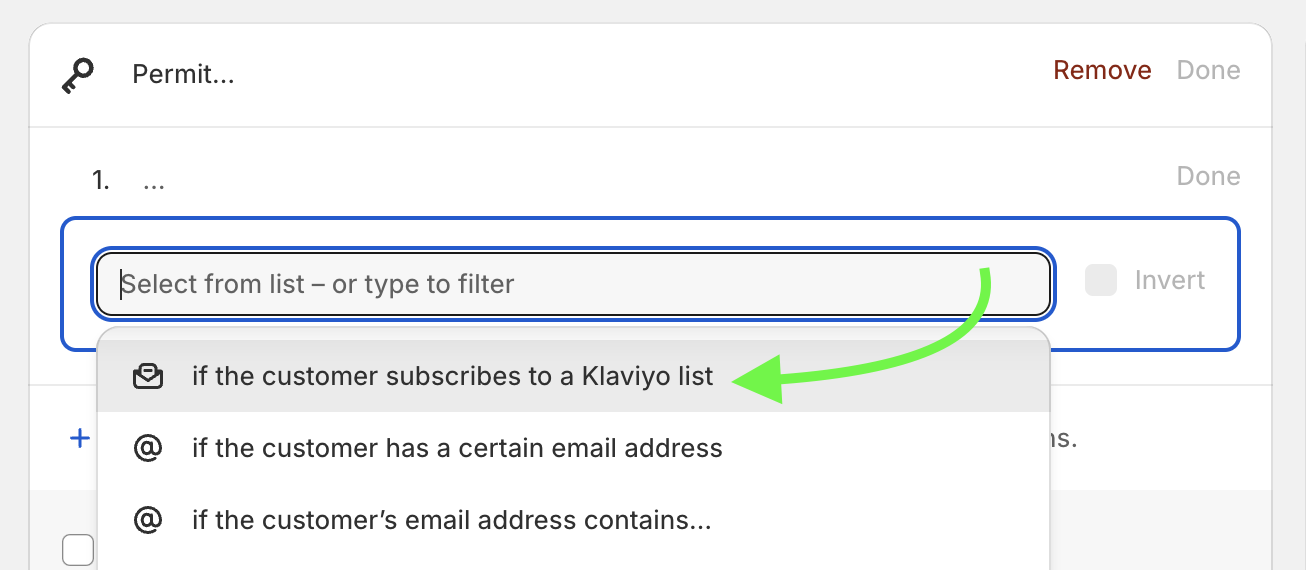 Permit...
Remove
Done
1. ...
Done
Select from list – or type to filter
Invert
if the customer subscribes to a Klaviyo list
+
@ if the customer has a certain email address
@ if the customer’s email address contains...